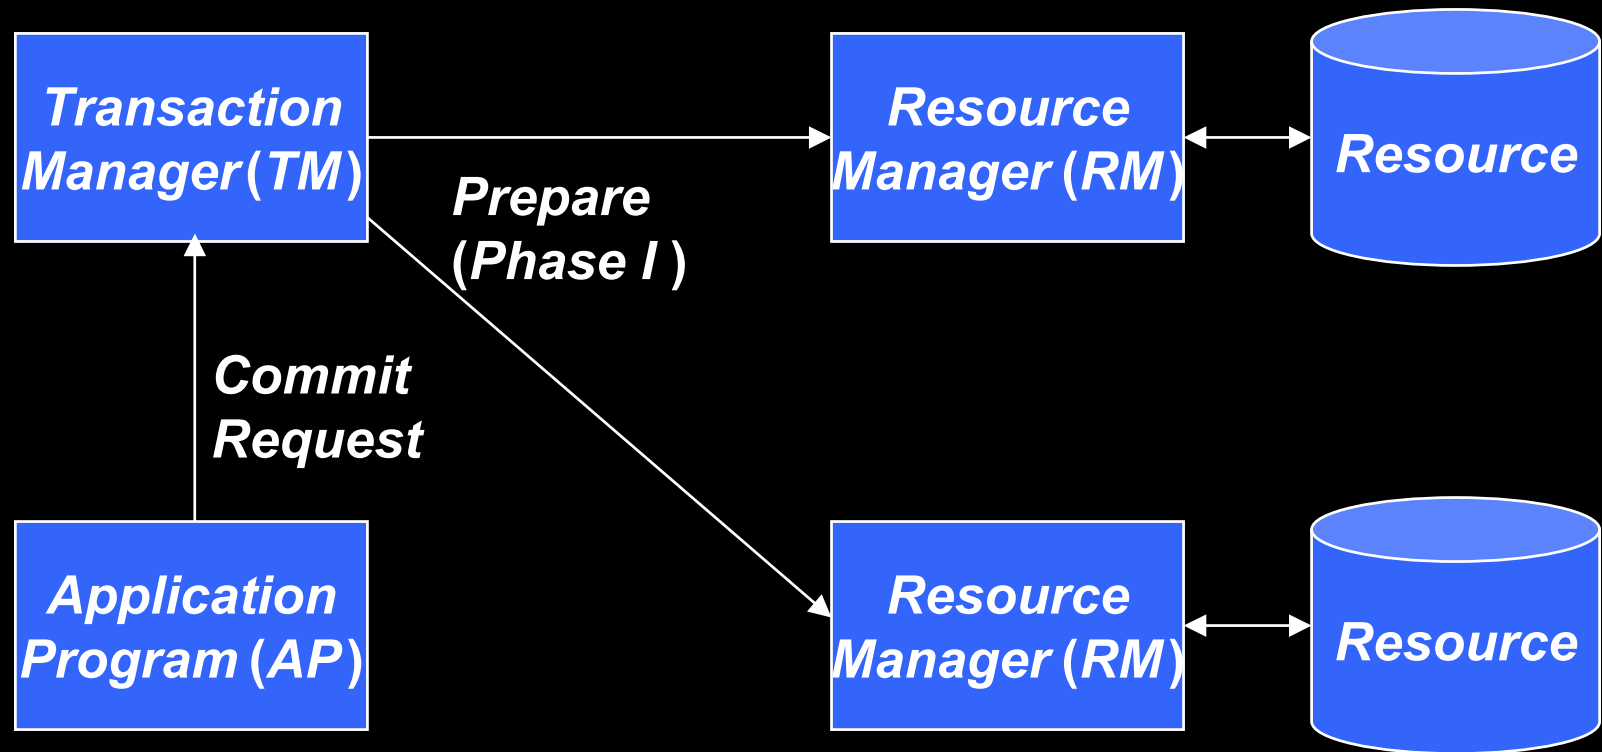 Transaction
Manager (TM)
Resource
Manager (RM)
Resource
Prepare
(Phase I )
Commit
Request
Application
Program (AP)
Resource
Manager (RM)
Resource